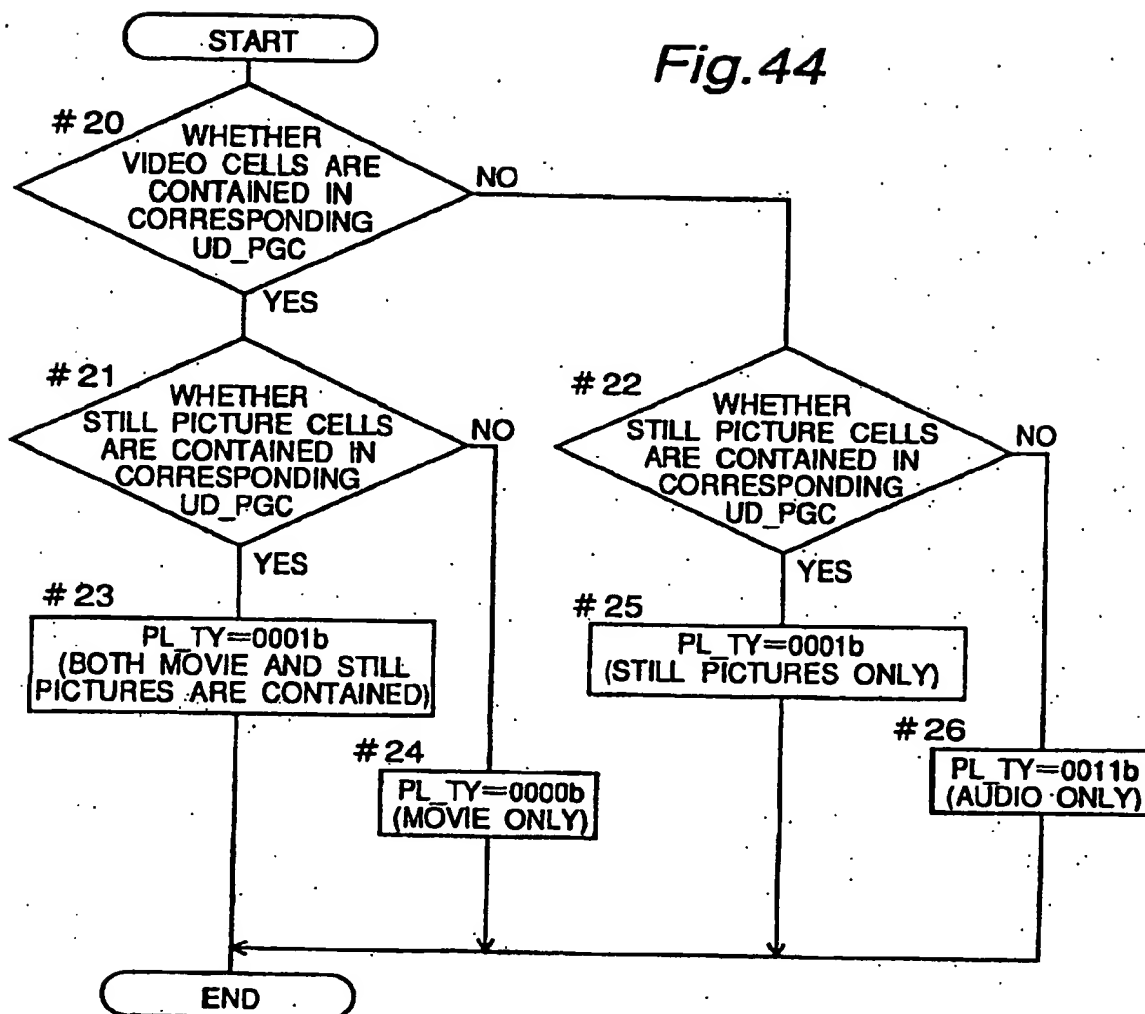 START
Fig.44
#20
WHETHER
VIDEO CELLS ARE
CONTAINED IN
CORRESPONDING
UD_PGC
NO
YES
#21
WHETHER
STILL PICTURE CELLS
ARE CONTAINED IN
CORRESPONDING
UD_PGC
NO
YES
#22
WHETHER
STILL PICTURE CELLS
ARE CONTAINED IN
CORRESPONDING
UD_PGC
NO
YES
#23
PL_TY=0001b
(BOTH MOVIE AND STILL
PICTURES ARE CONTAINED)
#24
PL_TY=0000b
(MOVIE ONLY)
#25
PL_TY=0001b
(STILL PICTURES ONLY)
#26
PL_TY=0011b
(AUDIO ONLY)
END